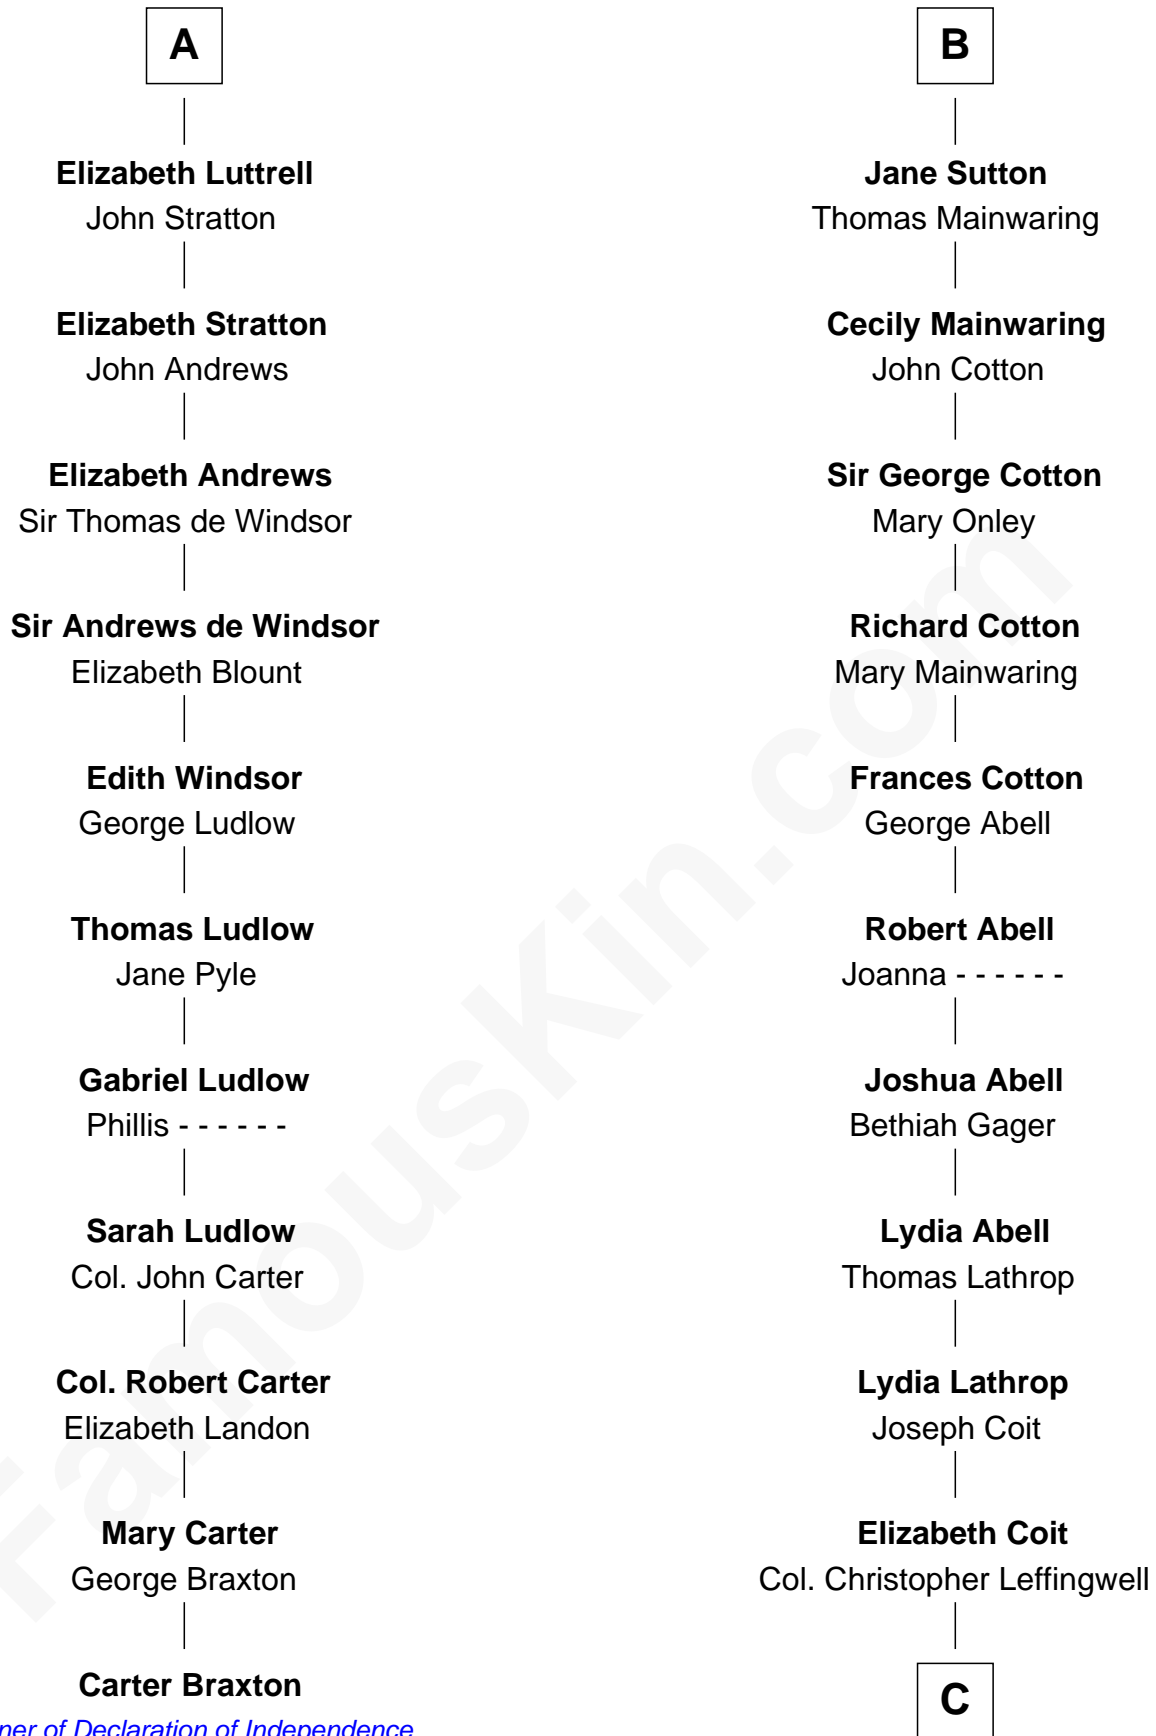 A
Elizabeth Luttrell
John Stratton
Elizabeth Stratton
John Andrews
Elizabeth Andrews
Sir Thomas de Windsor
Sir Andrews de Windsor
Elizabeth Blount
Edith Windsor
George Ludlow
Thomas Ludlow
Jane Pyle
Gabriel Ludlow
Phillis - - - - - -
Sarah Ludlow
Col. John Carter
Col. Robert Carter
Elizabeth Landon
Mary Carter
George Braxton
Carter Braxton
of Declaration of Independence
B
Jane Sutton
Thomas Mainwaring
Cecily Mainwaring
John Cotton
Sir George Cotton
Mary Onley
Richard Cotton
Mary Mainwaring
Frances Cotton
George Abell
Robert Abell
Joanna - - - - - -
Joshua Abell
Bethiah Gager
Lydia Abell
Thomas Lathrop
Lydia Lathrop
Joseph Coit
Elizabeth Coit
Col. Christopher Leffingwell
C
FamousKin.com